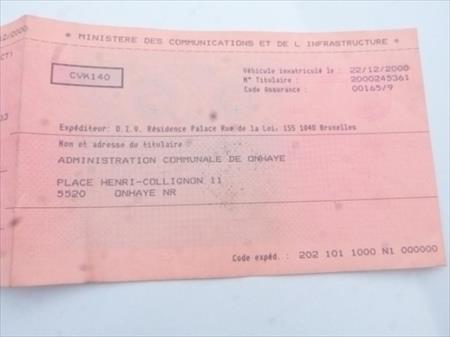 * MINISTERE DES COMMUNICATIONS ET DE L INFRASTRUCTURE *
CVK140
Véhicule immatriculé le : 22/12/2000
N° Titulaire : 2000245361
Code Assurance : 00165/9
Expéditeur: D.I.V. Résidence Palace Rue de la Loi, 155 1040 Bruxelles
Nom et adresse du titulaire
ADMINISTRATION COMMUNALE DE ONHAYE
PLACE HENRI-COLLIGNON 11
5520 ONHAYE NR
Code expéd. : 202 101 1000 N1 000000